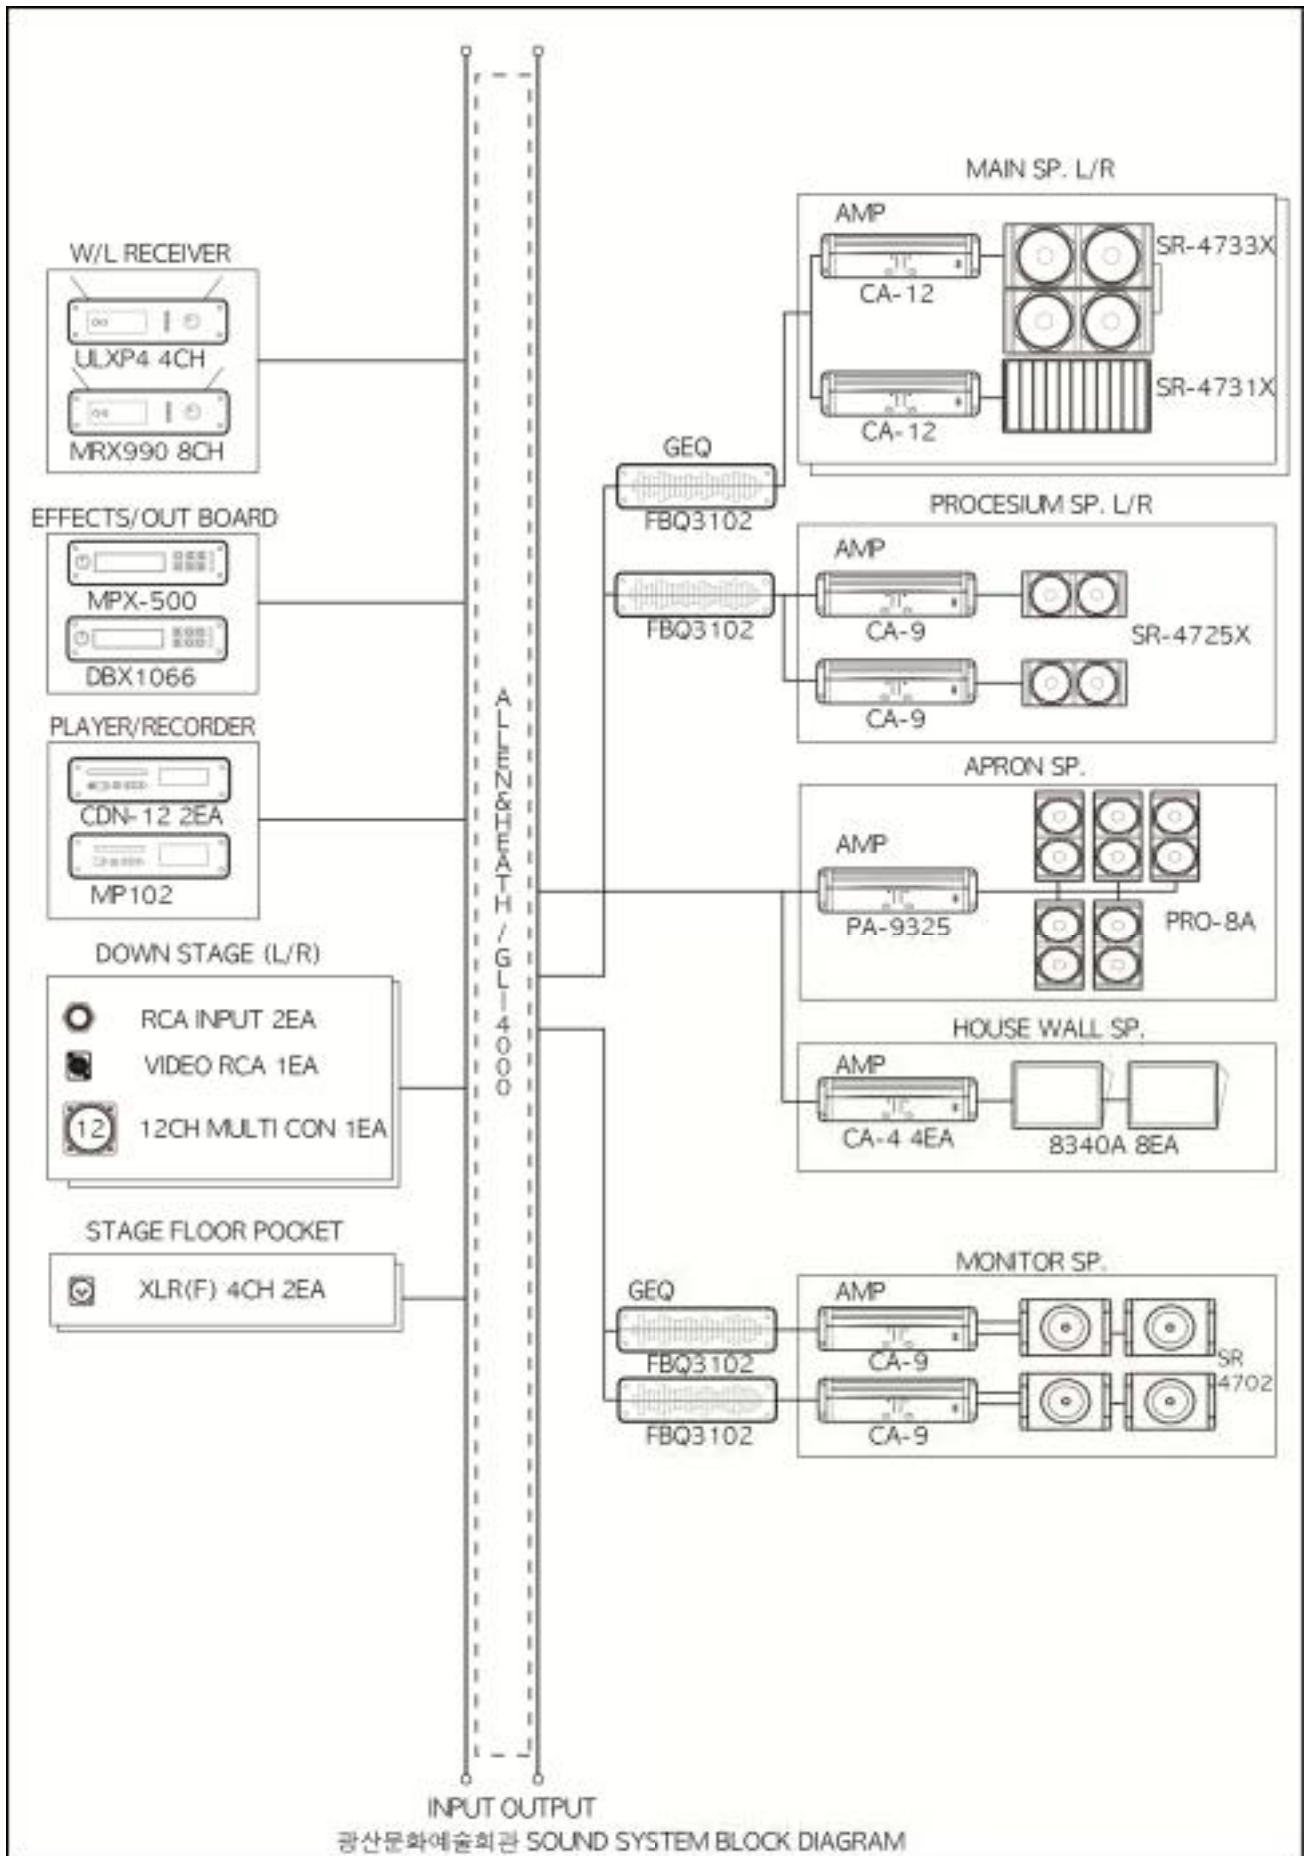 W/L RECEIVER
ULXP4 4CH
MRX990 8CH
EFFECTS/OUT BOARD
MPX-500
DBX1066
PLAYER/RECORDER
CDN-12 2EA
MP102
DOWN STAGE (L/R)
RCA INPUT 2EA
VIDEO RCA 1EA
12
12CH MULTI CON 1EA
STAGE FLOOR POCKET
XLR(F) 4CH 2EA
ALLEN&HEATH / GL-4000
MAIN SP. L/R
AMP
SR-4733X
CA-12
SR-4731X
CA-12
GEQ
FBQ3102
PROCESIUM SP. L/R
AMP
FBQ3102
CA-9
SR-4725X
CA-9
APRON SP.
AMP
PA-9325
PRO-8A
HOUSE WALL SP.
AMP
CA-4 4EA
8340A 8EA
MONITOR SP.
GEQ
AMP
FBQ3102
CA-9
SR
4702
FBQ3102
CA-9
INPUT OUTPUT
광산문화예술회관 SOUND SYSTEM BLOCK DIAGRAM